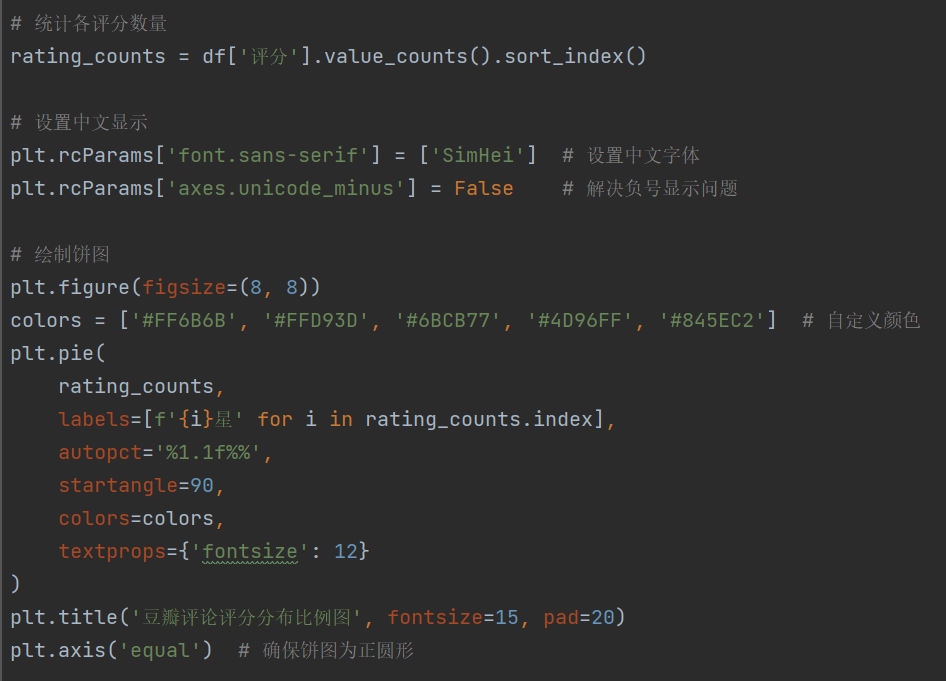 # 统计各评分数量
rating_counts = df['评分'].value_counts().sort_index()
# 设置中文显示
plt.rcParams['font.sans-serif'] = ['SimHei']  # 设置中文字体
plt.rcParams['axes.unicode_minus'] = False    # 解决负号显示问题
# 绘制饼图
plt.figure(figsize=(8, 8))
colors = ['#FF6B6B', '#FFD93D', '#6BCB77', '#4D96FF', '#845EC2']  # 自定义颜色
plt.pie(
    rating_counts,
    labels=[f'{i}星' for i in rating_counts.index],
    autopct='%1.1f%%',
    startangle=90,
    colors=colors,
    textprops={'fontsize': 12}
)
plt.title('豆瓣评论评分分布比例图', fontsize=15, pad=20)
plt.axis('equal')  # 确保饼图为正圆形